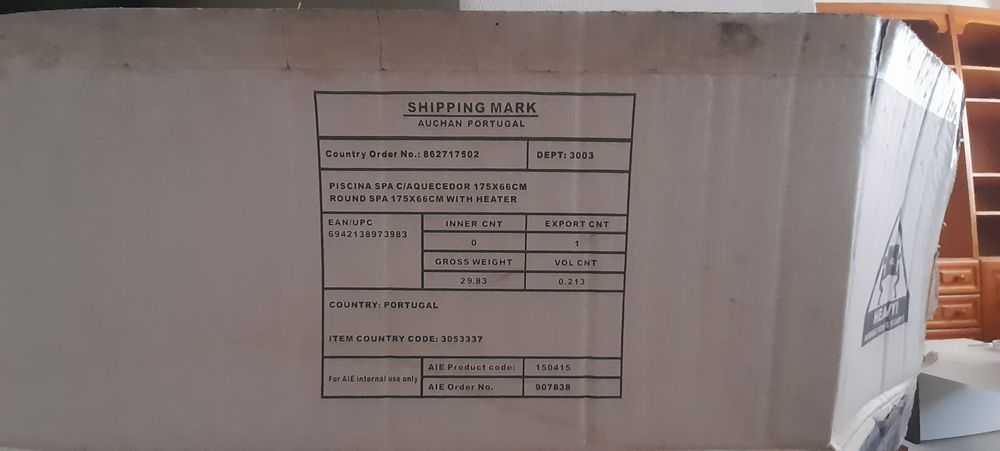 SHIPPING MARK
AUCHAN PORTUGAL
Country Order No.: 862717502 DEPT: 3003
PISCINA SPA C/AQUECEDOR 175X66CM
ROUND SPA 175X66CM WITH HEATER
EAN/UPC INNER CNT EXPORT CNT
6942138973983
0 1
GROSS WEIGHT VOL CNT
29.83 0.213
COUNTRY: PORTUGAL
ITEM COUNTRY CODE: 3053337
For AIE internal use only AIE Product code: 150415
AIE Order No. 907838
HEAVY!